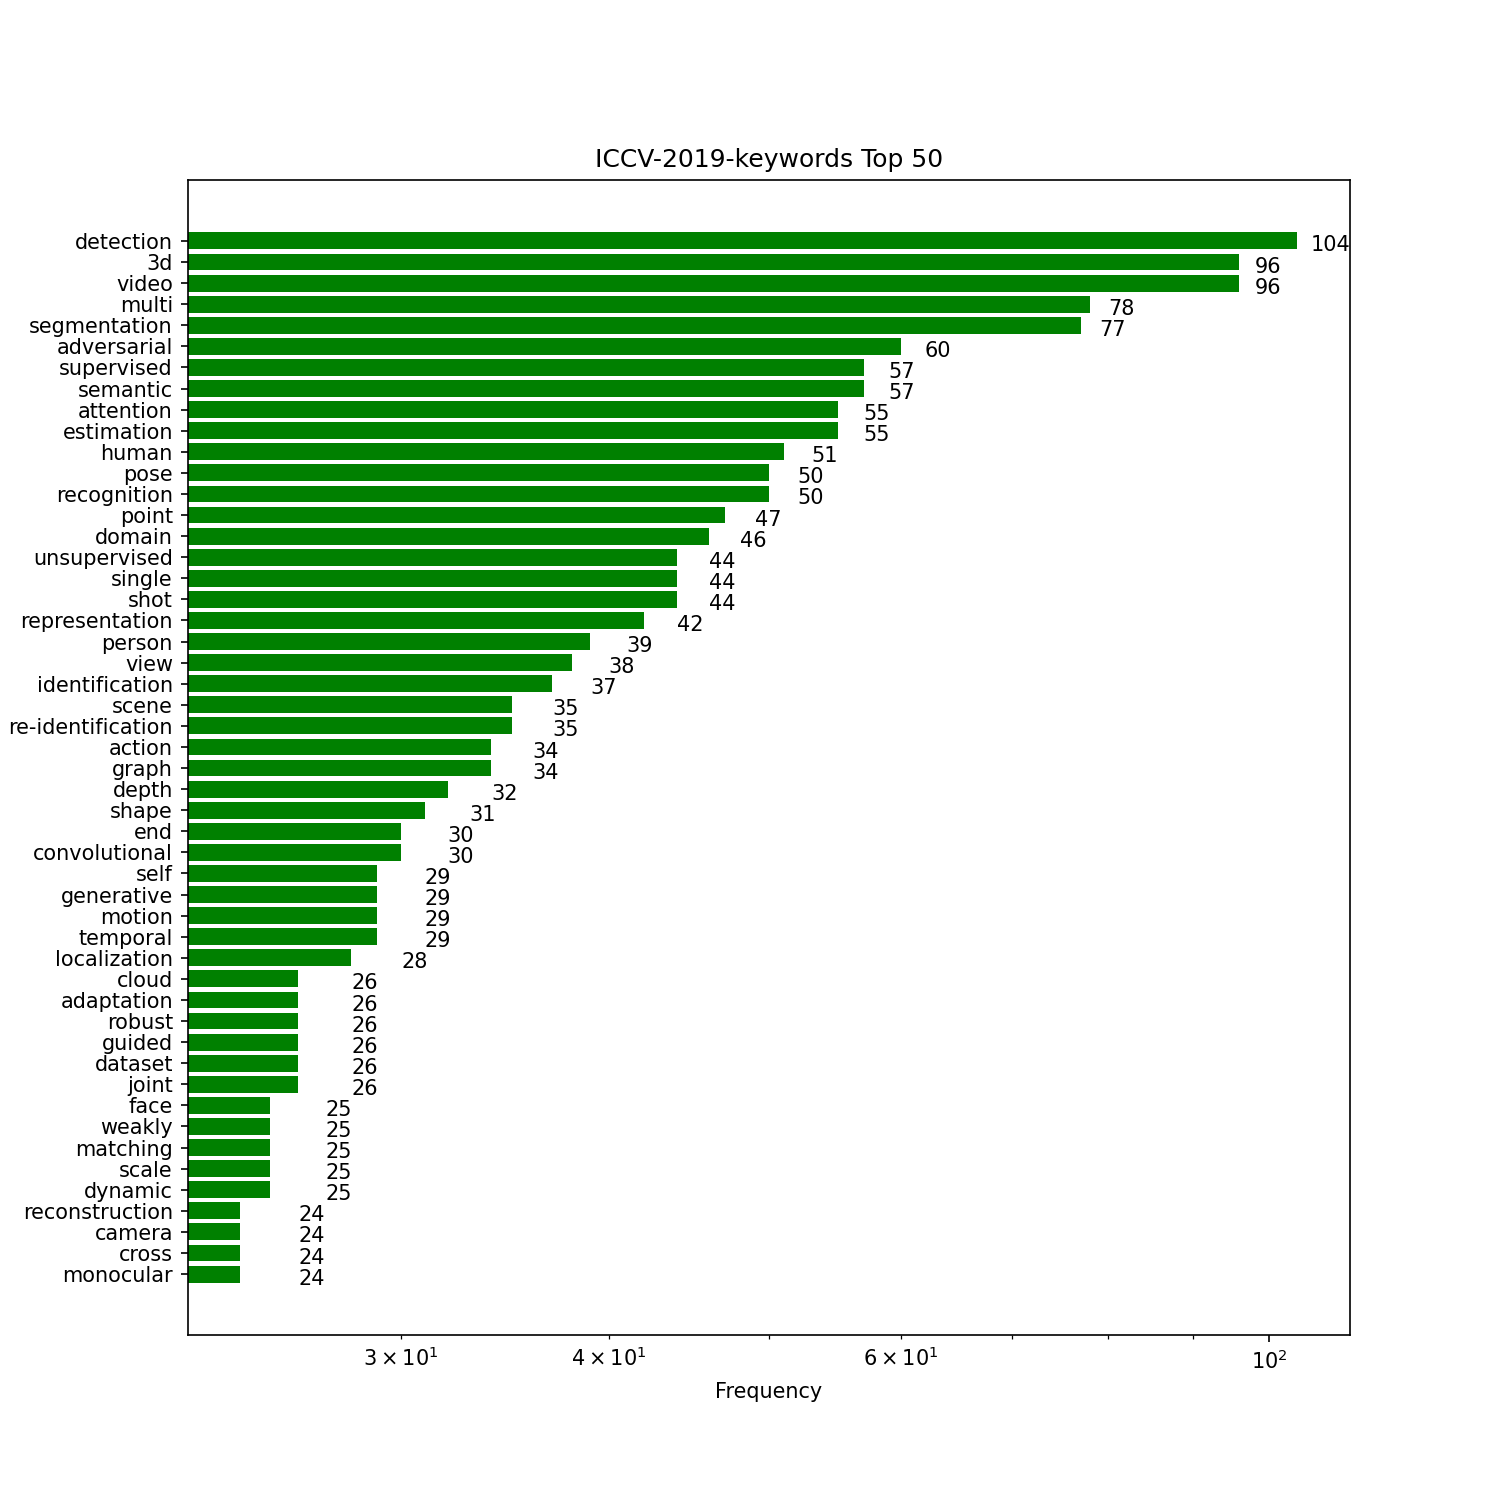 ICCV-2019-keywords Top 50
detection 104
3d 96
video 96
multi 78
segmentation 77
adversarial 60
supervised 57
semantic 57
attention 55
estimation 55
human 51
pose 50
recognition 50
point 47
domain 46
unsupervised 44
single 44
shot 44
representation 42
person 39
view 38
identification 37
scene 35
re-identification 35
action 34
graph 34
depth 32
shape 31
end 30
convolutional 30
self 29
generative 29
motion 29
temporal 29
localization 28
cloud 26
adaptation 26
robust 26
guided 26
dataset 26
joint 26
face 25
weakly 25
matching 25
scale 25
dynamic 25
reconstruction 24
camera 24
cross 24
monocular 24
3 × 10¹ 4 × 10¹ 6 × 10¹ 10²
Frequency